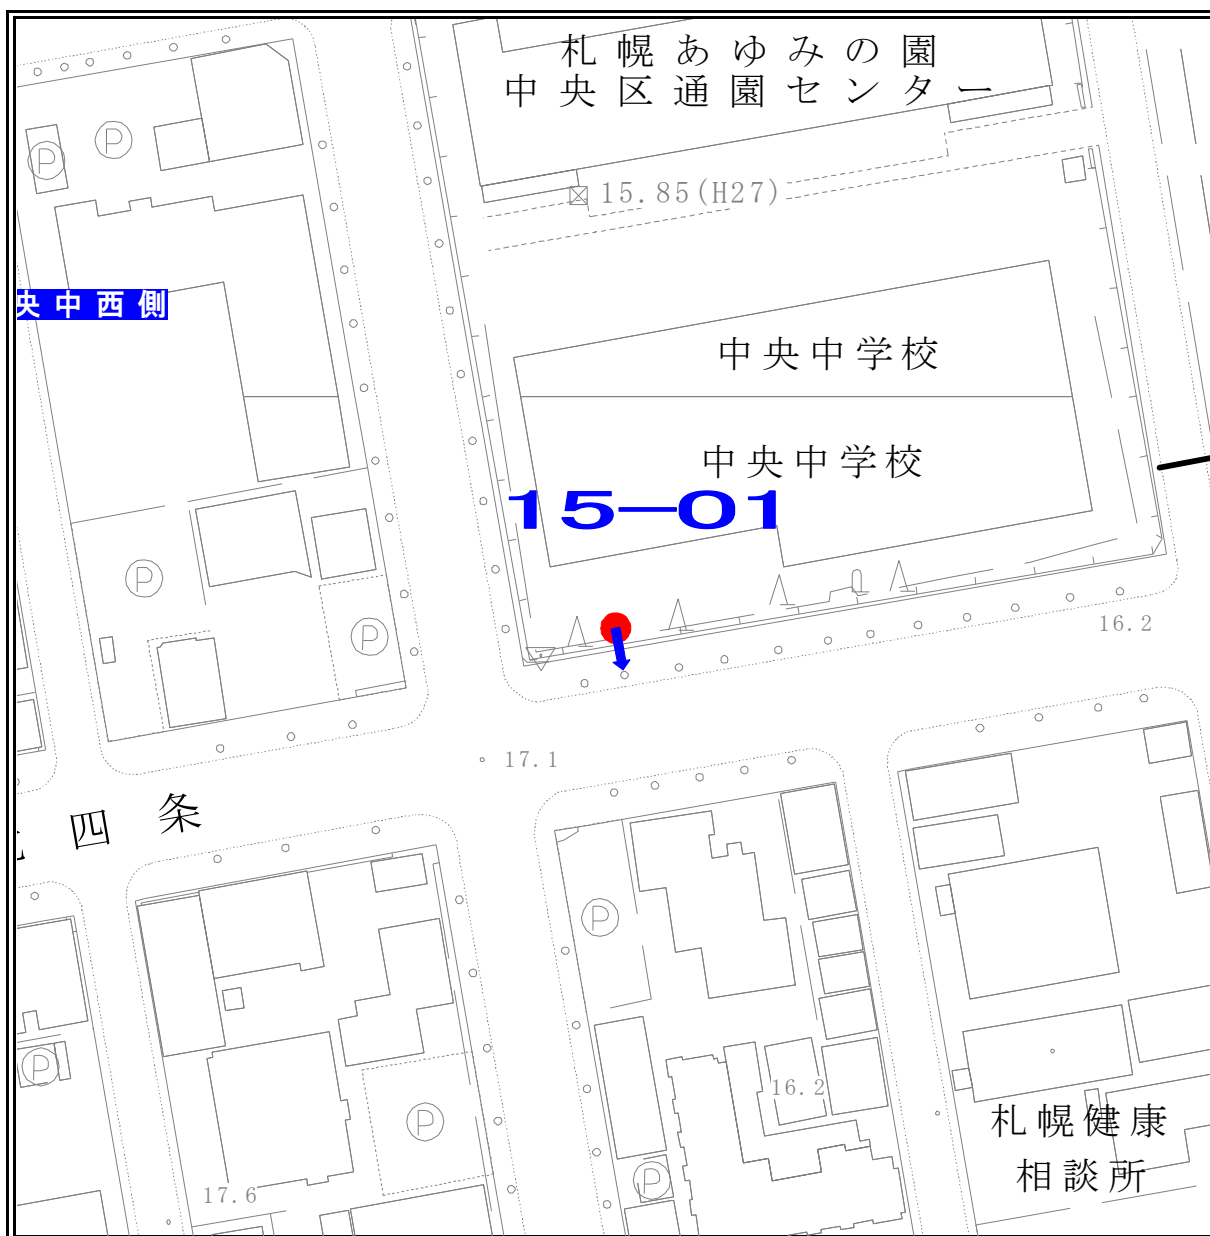 札幌あゆみの園
中央区通園センター
15.85(H27)
央中西側
中央中学校
中央中学校
15-01
P
P
P
P
16.2
17.1
四条
P
P
P
P
16.2
17.6
札幌健康
相談所